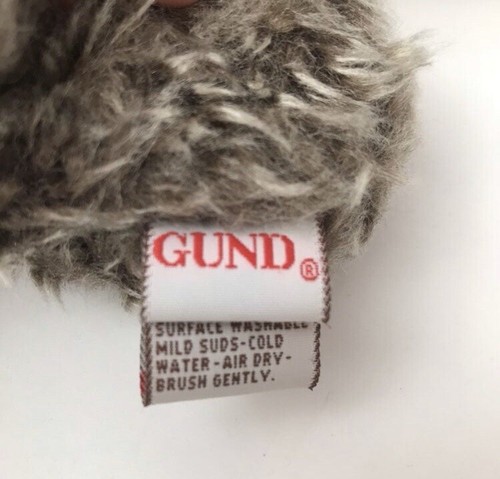 GUND®
SURFACE WASHABLE
MILD SUDS-COLD
WATER-AIR DRY-
BRUSH GENTLY.